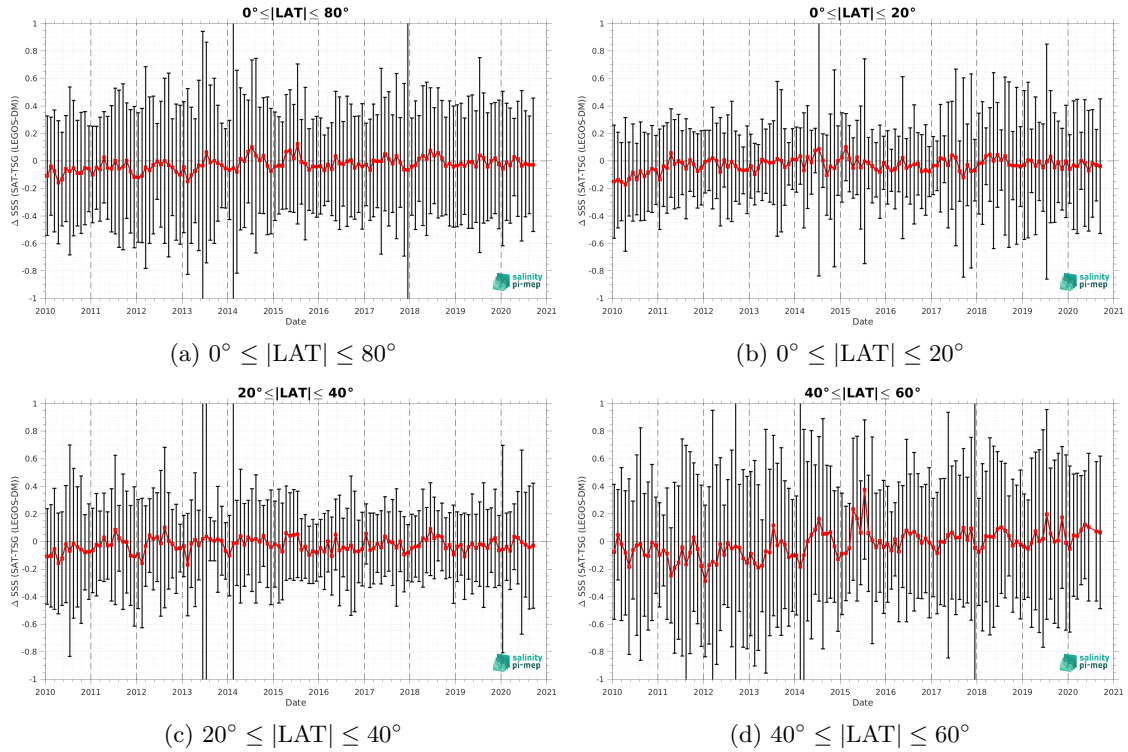 0°≤|LAT|≤ 80°
Δ SSS (SAT-TSG (LEGOS-DM))
1
0.8
0.6
0.4
0.2
0
-0.2
-0.4
-0.6
-0.8
-1
2010 2011 2012 2013 2014 2015 2016 2017 2018 2019 2020 2021
Date
salinity
pi-mep
(a) 0° ≤ |LAT| ≤ 80°
0°≤|LAT|≤ 20°
Δ SSS (SAT-TSG (LEGOS-DM))
1
0.8
0.6
0.4
0.2
0
-0.2
-0.4
-0.6
-0.8
-1
2010 2011 2012 2013 2014 2015 2016 2017 2018 2019 2020 2021
Date
salinity
pi-mep
(b) 0° ≤ |LAT| ≤ 20°
20°≤|LAT|≤ 40°
Δ SSS (SAT-TSG (LEGOS-DM))
1
0.8
0.6
0.4
0.2
0
-0.2
-0.4
-0.6
-0.8
-1
2010 2011 2012 2013 2014 2015 2016 2017 2018 2019 2020 2021
Date
salinity
pi-mep
(c) 20° ≤ |LAT| ≤ 40°
40°≤|LAT|≤ 60°
Δ SSS (SAT-TSG (LEGOS-DM))
1
0.8
0.6
0.4
0.2
0
-0.2
-0.4
-0.6
-0.8
-1
2010 2011 2012 2013 2014 2015 2016 2017 2018 2019 2020 2021
Date
salinity
pi-mep
(d) 40° ≤ |LAT| ≤ 60°